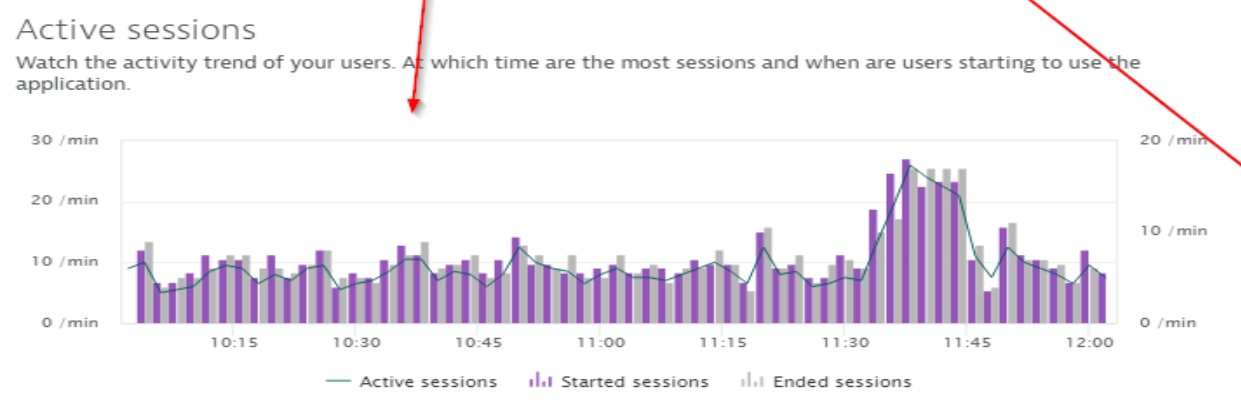 Active sessions
Watch the activity trend of your users. At which time are the most sessions and when are users starting to use the
application.
30 /min 20 /min
20 /min
10 /min
10 /min
0 /min 0 /min
10:15 10:30 10:45 11:00 11:15 11:30 11:45 12:00
Active sessions Started sessions Ended sessions